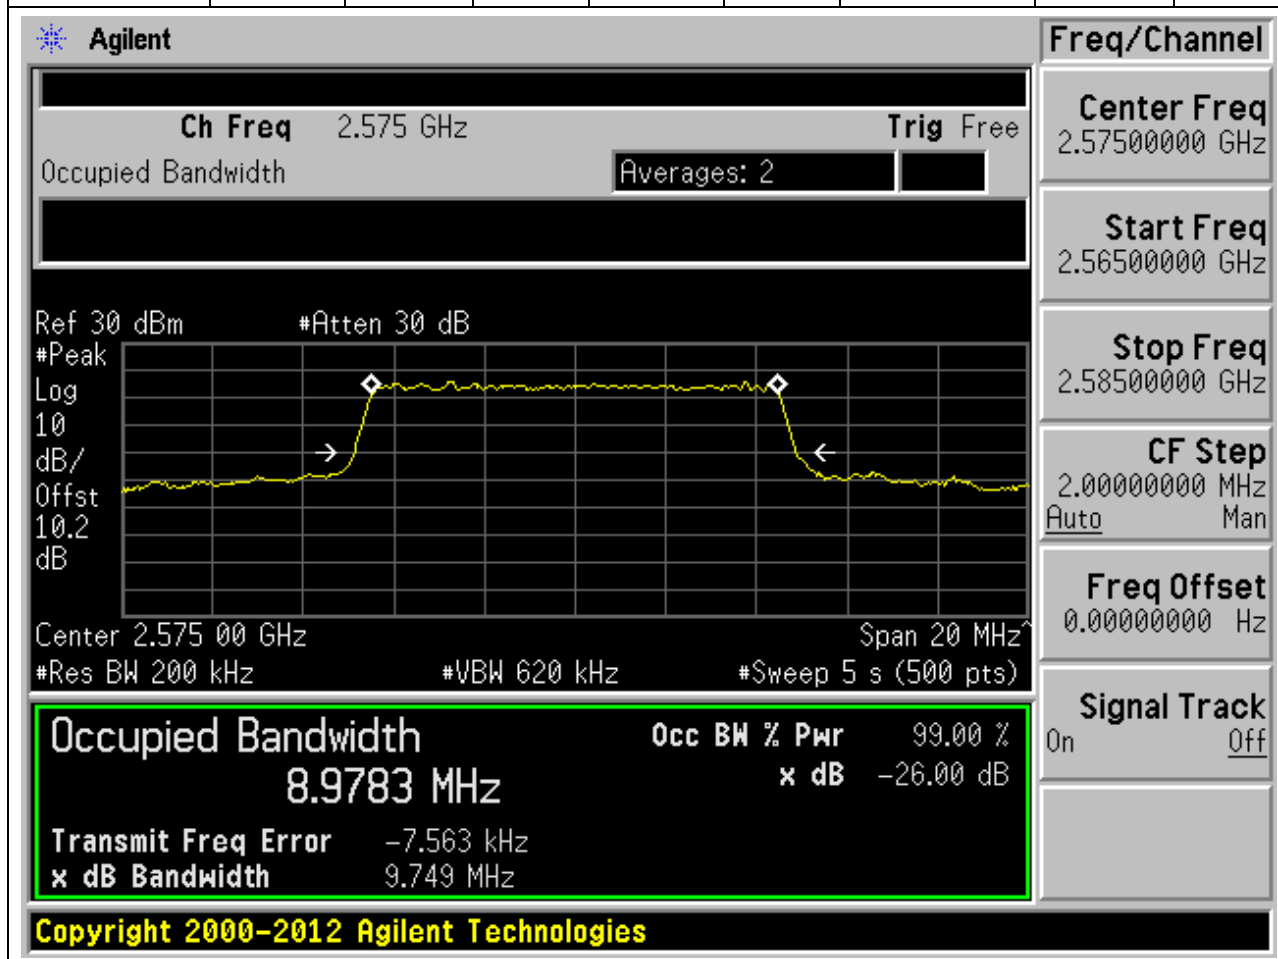 Agilent
Freq/Channel
Ch Freq 2.575 GHz Trig Free
Occupied Bandwidth Averages: 2
Center Freq
2.57500000 GHz
Start Freq
2.56500000 GHz
Stop Freq
2.58500000 GHz
CF Step
2.00000000 MHz
Auto Man
Freq Offset
0.00000000 Hz
Signal Track
On Off
Ref 30 dBm #Atten 30 dB
#Peak
Log
10
dB/
Offst
10.2
dB
Center 2.575 00 GHz Span 20 MHz^
#Res BW 200 kHz #VBW 620 kHz #Sweep 5 s (500 pts)
Occupied Bandwidth Occ BW % Pwr 99.00 %
8.9783 MHz x dB -26.00 dB
Transmit Freq Error -7.563 kHz
x dB Bandwidth 9.749 MHz
Copyright 2000-2012 Agilent Technologies